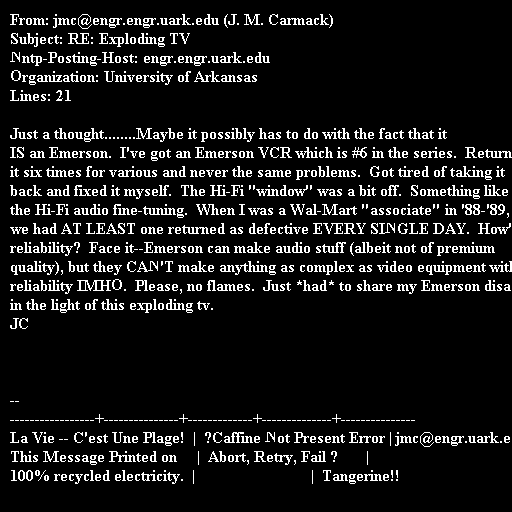 From: jmc@engr.engr.uark.edu (J. M. Carmack)
Subject: RE: Exploding TV
Nntp-Posting-Host: engr.engr.uark.edu
Organization: University of Arkansas
Lines: 21
Just a thought........Maybe it possibly has to do with the fact that it
IS an Emerson.  I've got an Emerson VCR which is #6 in the series.  Return
it six times for various and never the same problems.  Got tired of taking it
back and fixed it myself.  The Hi-Fi "window" was a bit off.  Something like
the Hi-Fi audio fine-tuning.  When I was a Wal-Mart "associate" in '88-'89,
we had AT LEAST one returned as defective EVERY SINGLE DAY.  How'
reliability?  Face it--Emerson can make audio stuff (albeit not of premium
quality), but they CAN'T make anything as complex as video equipment with
reliability IMHO.  Please, no flames.  Just *had* to share my Emerson disa
in the light of this exploding tv.
JC
--
-----------------+---------------+-------------+--------------+---------------
La Vie -- C'est Une Plage!  |  ?Caffine Not Present Error | jmc@engr.uark.e
This Message Printed on     |  Abort, Retry, Fail ?       |
100% recycled electricity.  |                             |  Tangerine!!